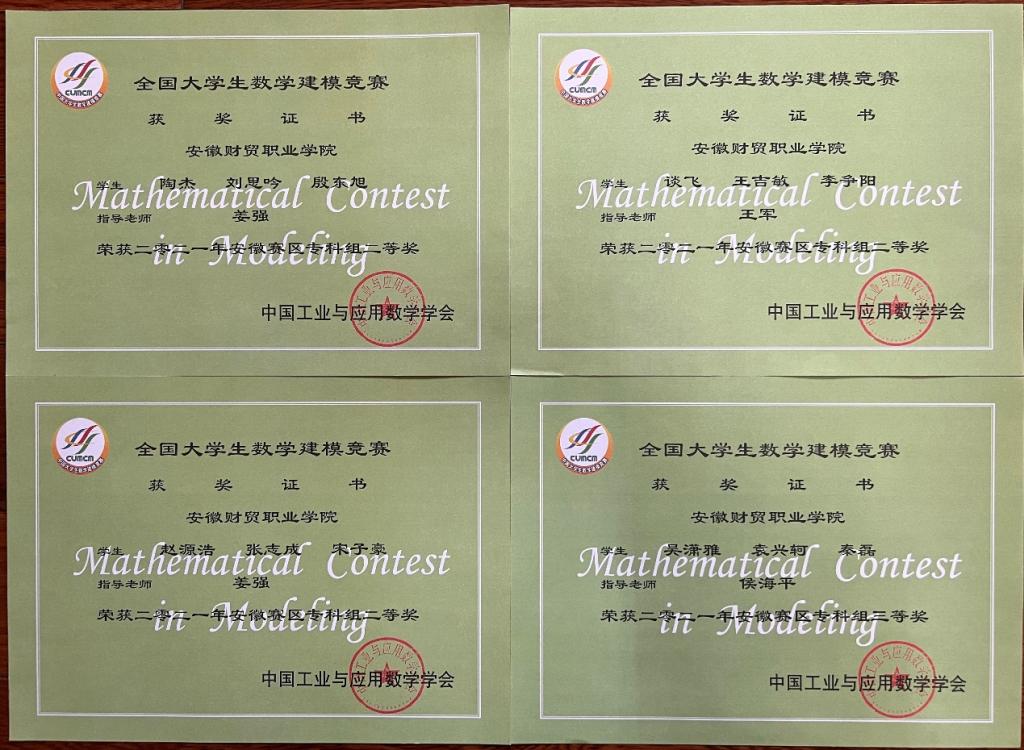 CUMCM
全国大学生数学建模竞赛
获奖证书
安徽财贸职业学院
学生 陶杰 刘思吟 殷东旭
Mathematical Contest
指导老师 姜强
荣获二零二一年安徽赛区专科组二等奖
in Modeling
中国工业与应用数学学会
CUMCM
全国大学生数学建模竞赛
获奖证书
安徽财贸职业学院
学生 谈飞 王吉敏 李争阳
Mathematical Contest
指导老师 王军
荣获二零二一年安徽赛区专科组二等奖
in Modeling
中国工业与应用数学学会
CUMCM
全国大学生数学建模竞赛
获奖证书
安徽财贸职业学院
学生 赵源浩 张志成 宋子豪
Mathematical Contest
指导老师 姜强
荣获二零二一年安徽赛区专科组二等奖
in Modeling
中国工业与应用数学学会
CUMCM
全国大学生数学建模竞赛
获奖证书
安徽财贸职业学院
学生 吴潇雅 袁兴轲 秦磊
Mathematical Contest
指导老师 侯海平
荣获二零二一年安徽赛区专科组三等奖
in Modeling
中国工业与应用数学学会